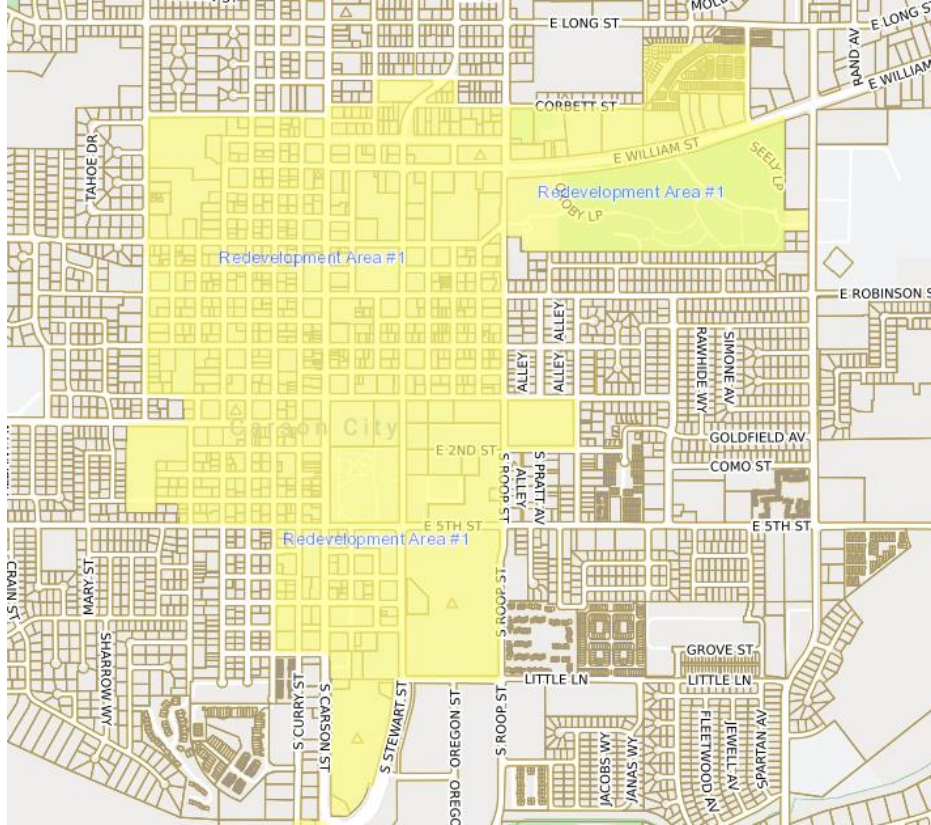 MOLD
E LONG ST
E LONG ST
RAND AV
E WILLIAM
CORBETT ST
E WILLIAM ST
TAHOE DR
SEELY LP
Redevelopment Area #1
OBY LP
Redevelopment Area #1
E ROBINSON S
ALLEY
ALLEY
ALLEY
ALLEY
RAWHIDE WY
SIMONE AV
Carson City
GOLDFIELD AV
E 2ND ST
COMO ST
S ROOP ST
ALLEY
S PRATT AV
E 5TH ST
E 5TH ST
Redevelopment Area #1
CRAIN ST
MARY ST
S ROOP ST
SHARROW WY
GROVE ST
LITTLE LN
LITTLE LN
S CURRY ST
S CARSON ST
S STEWART ST
OREGON ST
S ROOP ST
JACOBS WY
JANAS WY
FLEETWOOD AV
JEWELL AV
SPARTAN AV